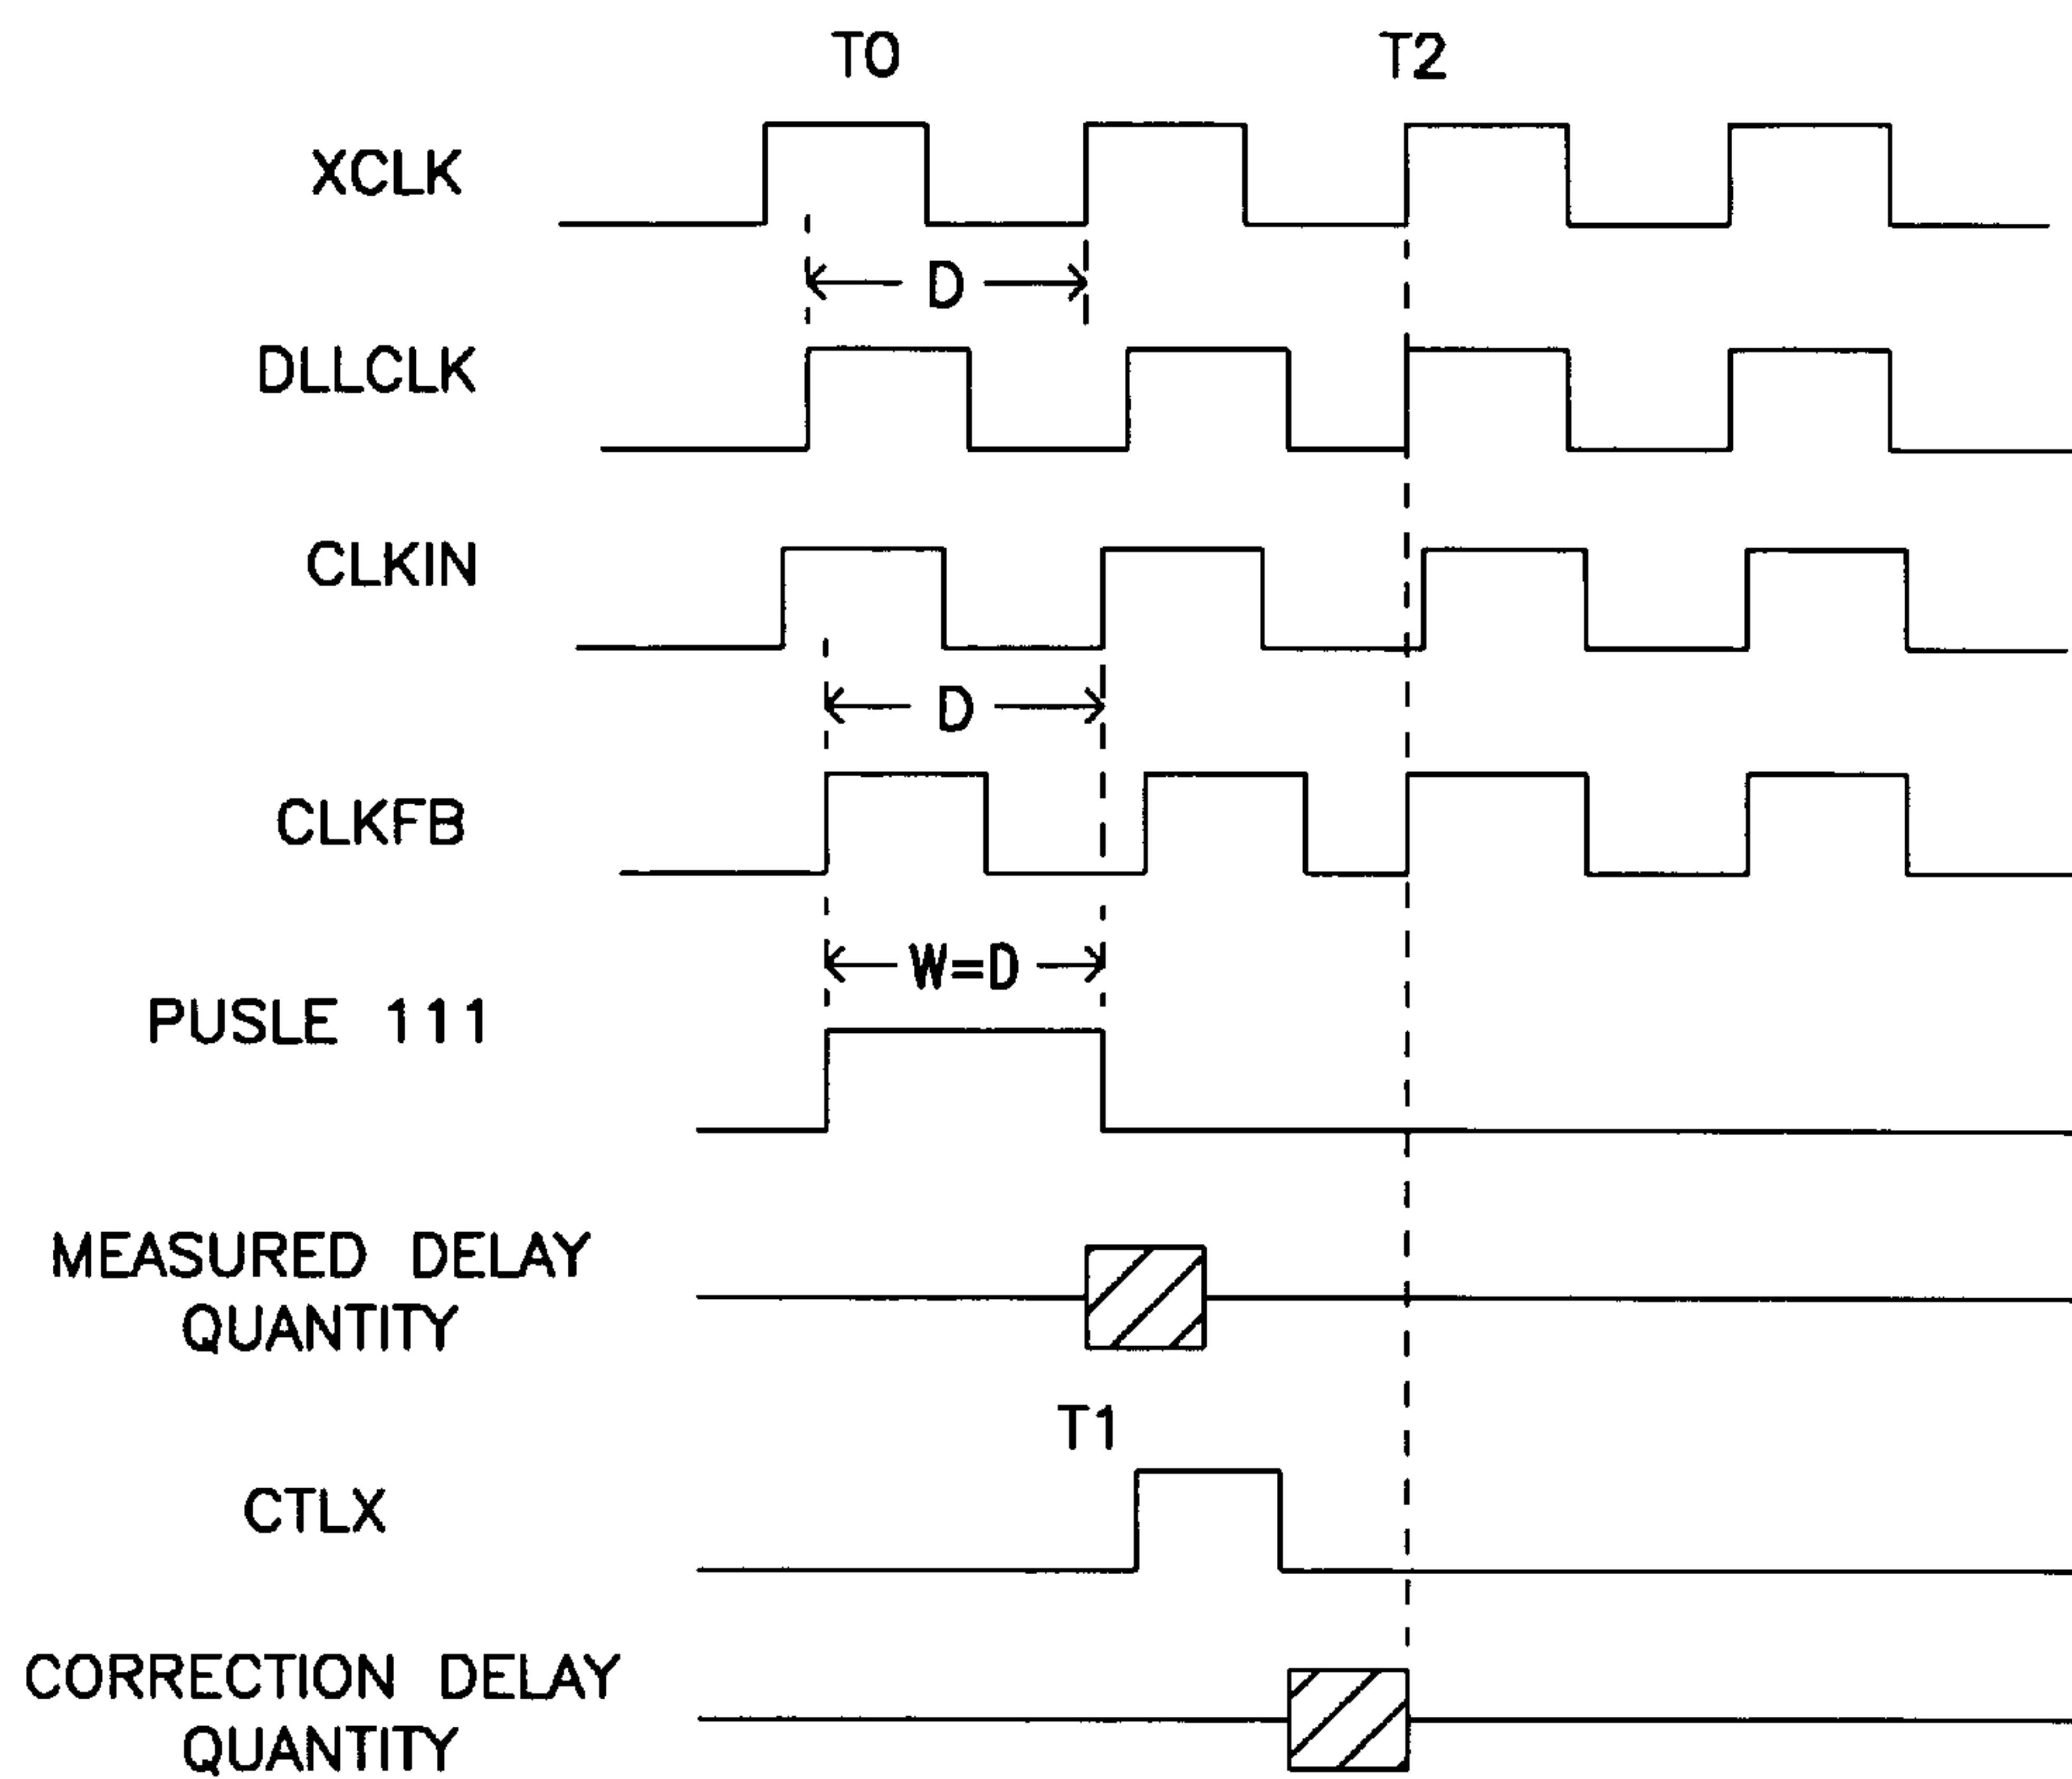 T0 T2
XCLK
D
DLLCLK
CLKIN
D
CLKFB
W=D
PUSLE 111
MEASURED DELAY
QUANTITY
T1
CTLX
CORRECTION DELAY
QUANTITY